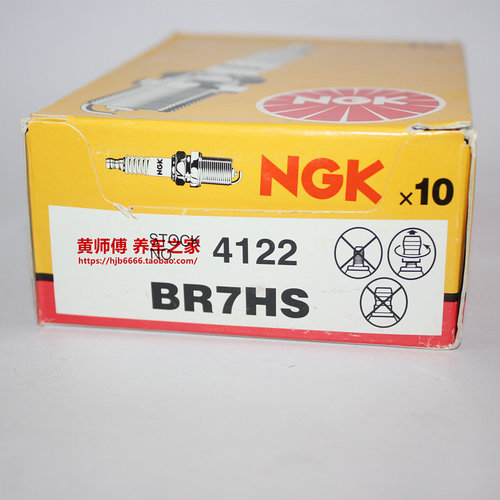 NGK
NGK
×10
STOCK
NO.
4122
黄师傅 养车之家
https://hjb6666.taobao.com/
BR7HS